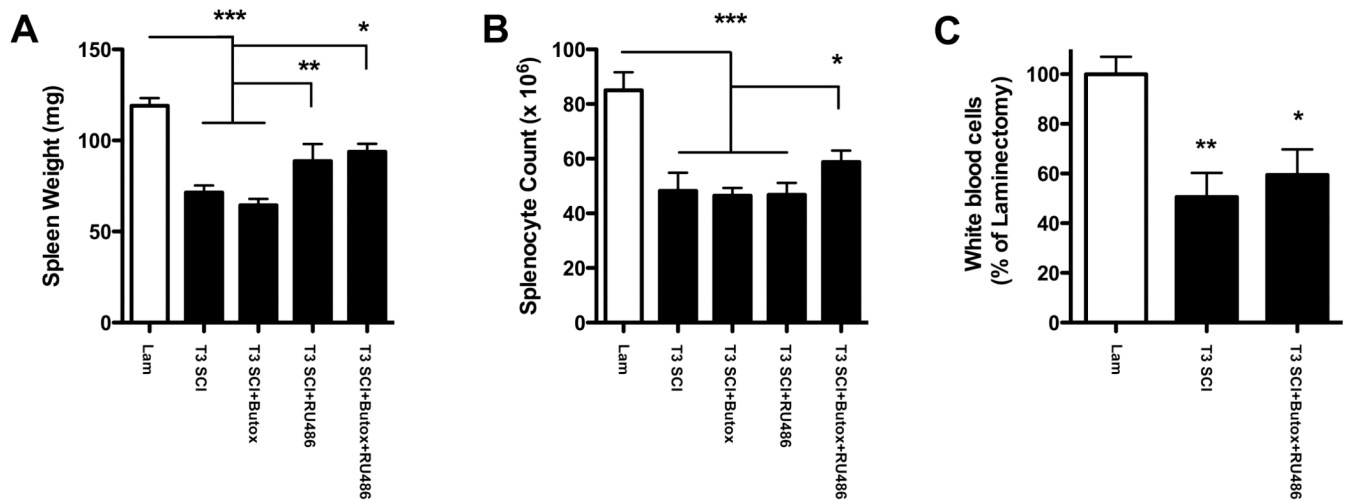 A
***
*
**
Spleen Weight (mg)
150
100
50
0
Lam
T3 SCI
T3 SCI+Butox
T3 SCI+RU486
T3 SCI+Butox+RU486
B
***
*
Splenocyte Count (x 10⁶)
100
80
60
40
20
0
Lam
T3 SCI
T3 SCI+Butox
T3 SCI+RU486
T3 SCI+Butox+RU486
C
**
*
White blood cells
(% of Laminectomy)
100
80
60
40
20
0
Lam
T3 SCI
T3 SCI+Butox+RU486